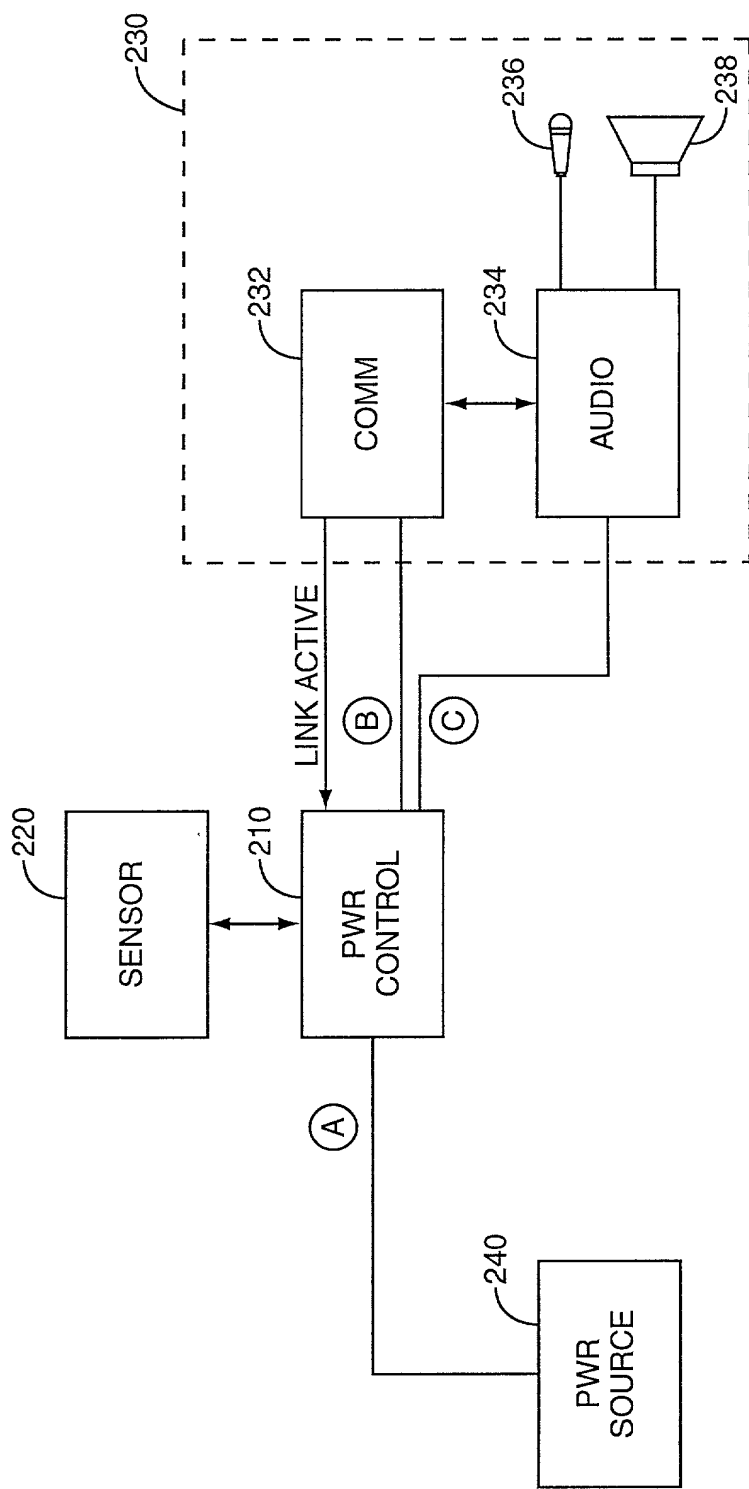 230
220
SENSOR
232
COMM
236
LINK ACTIVE
210
PWR
CONTROL
B
C
A
234
AUDIO
238
240
PWR
SOURCE